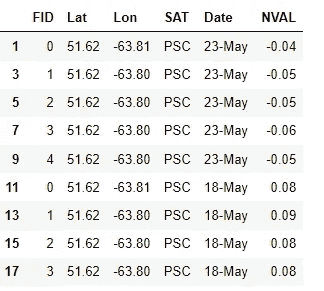 FID Lat Lon SAT Date NVAL
1 0 51.62 -63.81 PSC 23-May -0.04
3 1 51.62 -63.80 PSC 23-May -0.05
5 2 51.62 -63.80 PSC 23-May -0.05
7 3 51.62 -63.80 PSC 23-May -0.06
9 4 51.62 -63.80 PSC 23-May -0.05
11 0 51.62 -63.81 PSC 18-May 0.08
13 1 51.62 -63.80 PSC 18-May 0.09
15 2 51.62 -63.80 PSC 18-May 0.08
17 3 51.62 -63.80 PSC 18-May 0.08